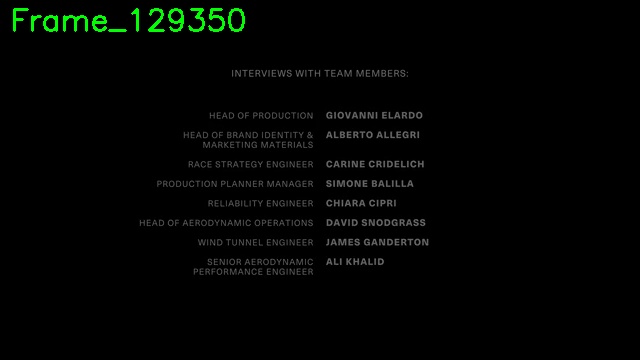 Frame_129350
INTERVIEWS WITH TEAM MEMBERS:
HEAD OF PRODUCTION GIOVANNI ELARDO
HEAD OF BRAND IDENTITY & ALBERTO ALLEGRI
MARKETING MATERIALS
RACE STRATEGY ENGINEER CARINE CRIDELICH
PRODUCTION PLANNER MANAGER SIMONE BALILLA
RELIABILITY ENGINEER CHIARA CIPRI
HEAD OF AERODYNAMIC OPERATIONS DAVID SNODGRASS
WIND TUNNEL ENGINEER JAMES GANDERTON
SENIOR AERODYNAMIC ALI KHALID
PERFORMANCE ENGINEER